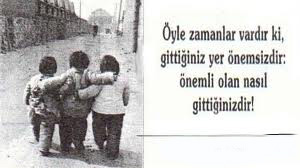 Öyle zamanlar vardır ki,
gittiğiniz yer önemsizdir:
önemli olan nasıl
gittiğinizdir!